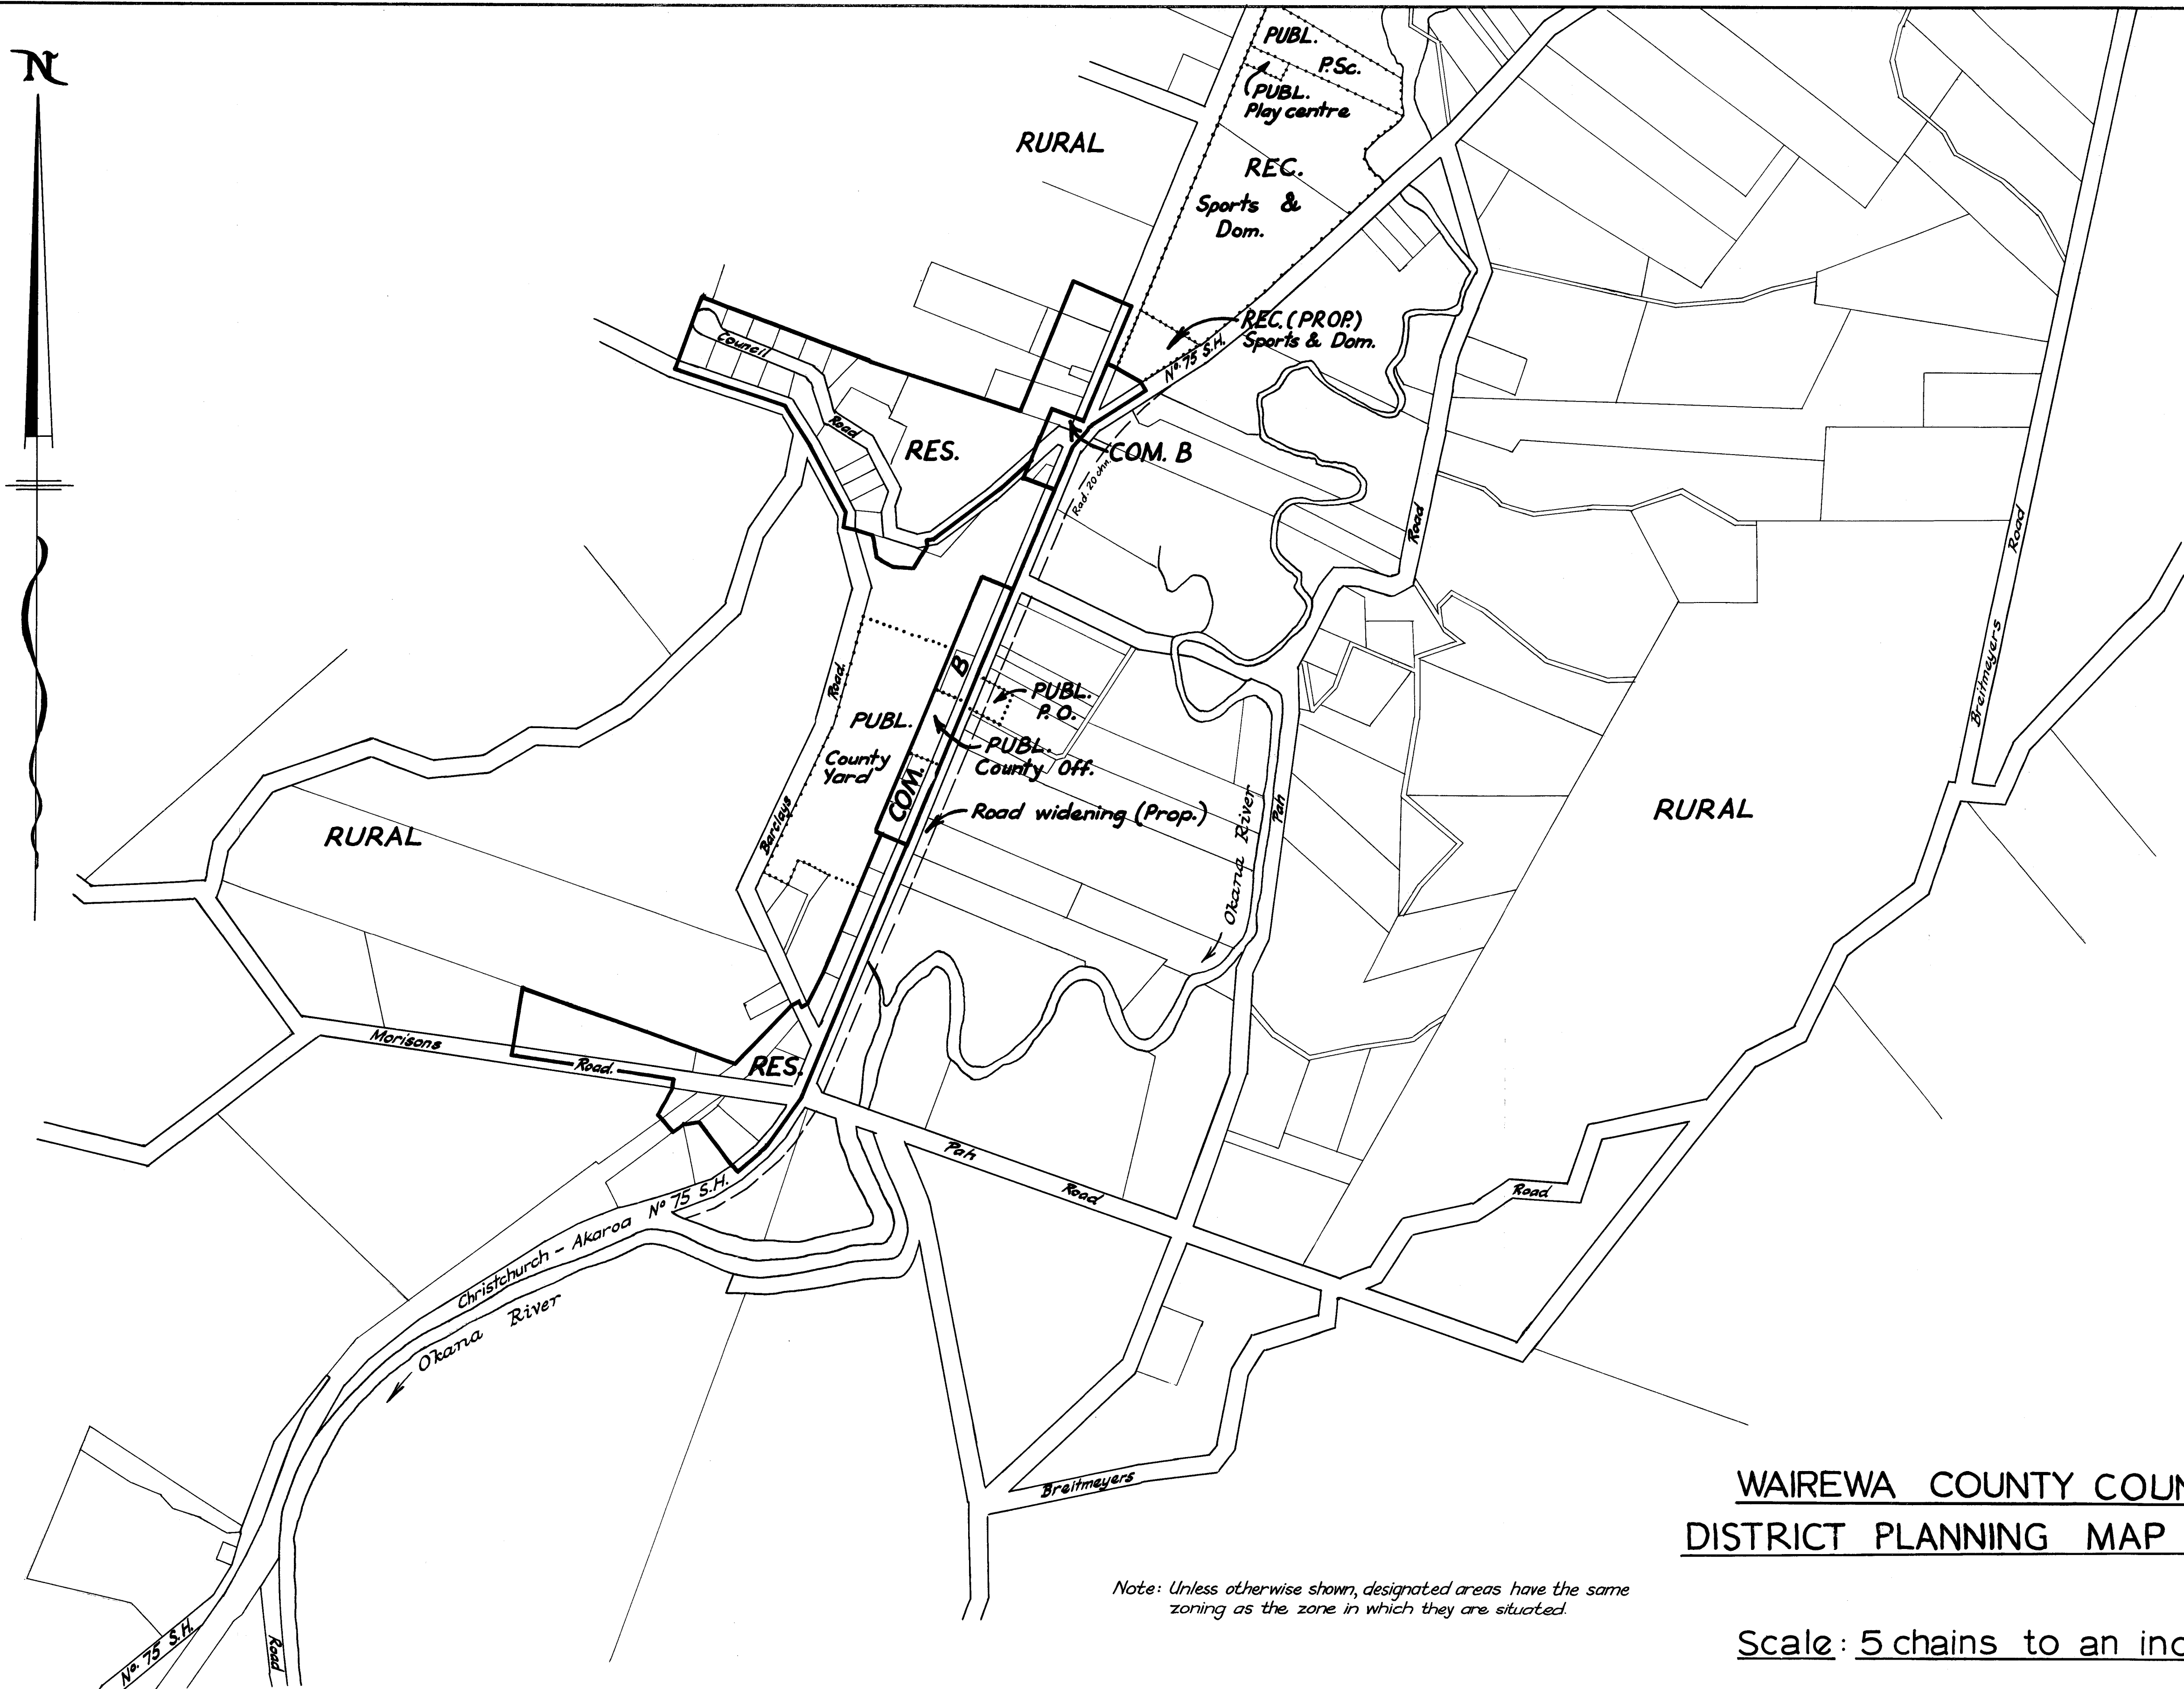 N
PUBL.
P.Sc.
PUBL.
Play centre
RURAL
REC.
Sports &
Dom.
REC. (PROP.)
Sports & Dom.
No. 75 S.H.
Council
Road
RES.
COM. B
Rad. 20 chn.
Road
Road
Breitmeyers
Road.
Barclays
B
COM.
PUBL.
P. O.
PUBL.
County
Yard
PUBL.
County Off.
Road widening (Prop.)
Okana River
Pah
RURAL
RURAL
Morisons
Road.
RES.
Pah
Road
Road
Christchurch - Akaroa No 75 S.H.
Okana River
Breitmeyers
No. 75 S.H.
Road
WAIREWA COUNTY COUN
DISTRICT PLANNING MAP
Note: Unless otherwise shown, designated areas have the same
zoning as the zone in which they are situated.
Scale: 5 chains to an inc